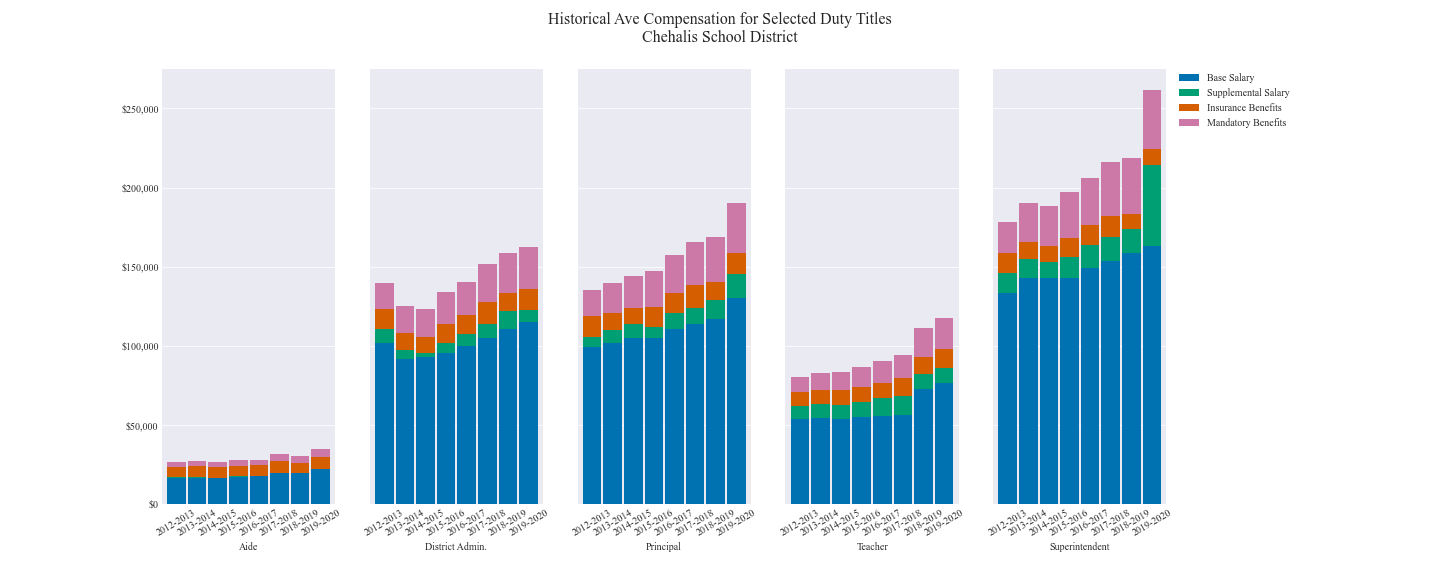 Historical Ave Compensation for Selected Duty Titles
Chehalis School District
Base Salary
Supplemental Salary
Insurance Benefits
Mandatory Benefits
$250,000
$200,000
$150,000
$100,000
$50,000
$0
2012-2013 2013-2014 2014-2015 2015-2016 2016-2017 2017-2018 2018-2019 2019-2020
2012-2013 2013-2014 2014-2015 2015-2016 2016-2017 2017-2018 2018-2019 2019-2020
2012-2013 2013-2014 2014-2015 2015-2016 2016-2017 2017-2018 2018-2019 2019-2020
2012-2013 2013-2014 2014-2015 2015-2016 2016-2017 2017-2018 2018-2019 2019-2020
2012-2013 2013-2014 2014-2015 2015-2016 2016-2017 2017-2018 2018-2019 2019-2020
Aide District Admin. Principal Teacher Superintendent